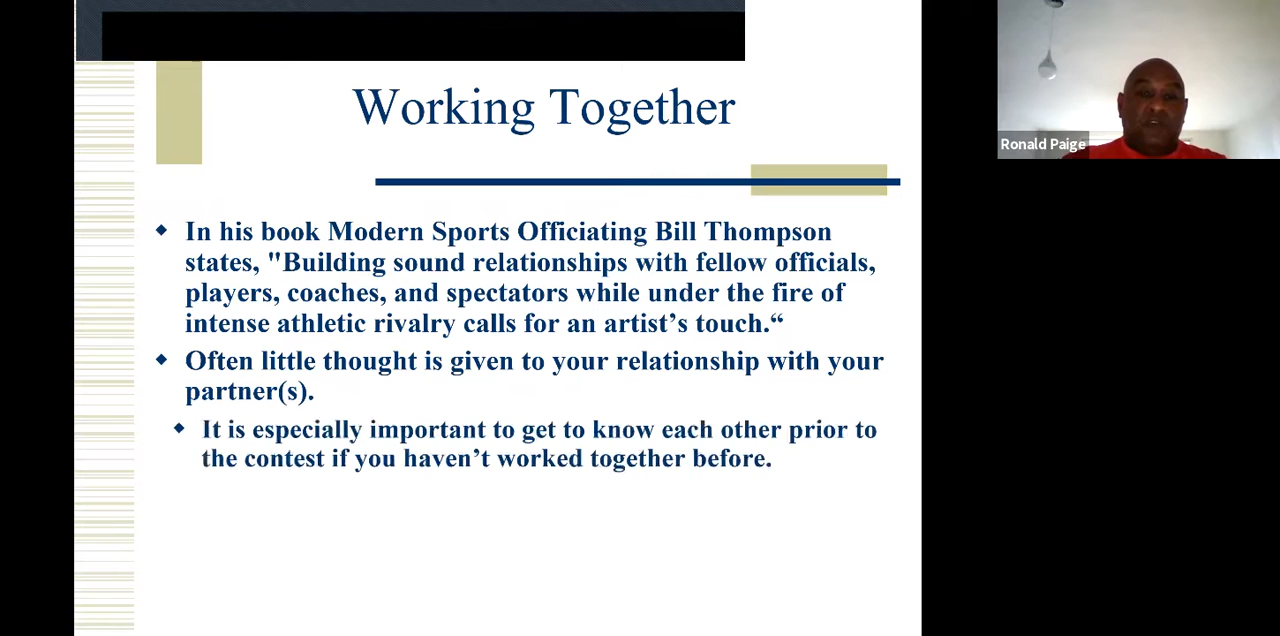 Working Together
In his book Modern Sports Officiating Bill Thompson
states, "Building sound relationships with fellow officials,
players, coaches, and spectators while under the fire of
intense athletic rivalry calls for an artist’s touch.“
Often little thought is given to your relationship with your
partner(s).
It is especially important to get to know each other prior to
the contest if you haven’t worked together before.
Ronald Paige